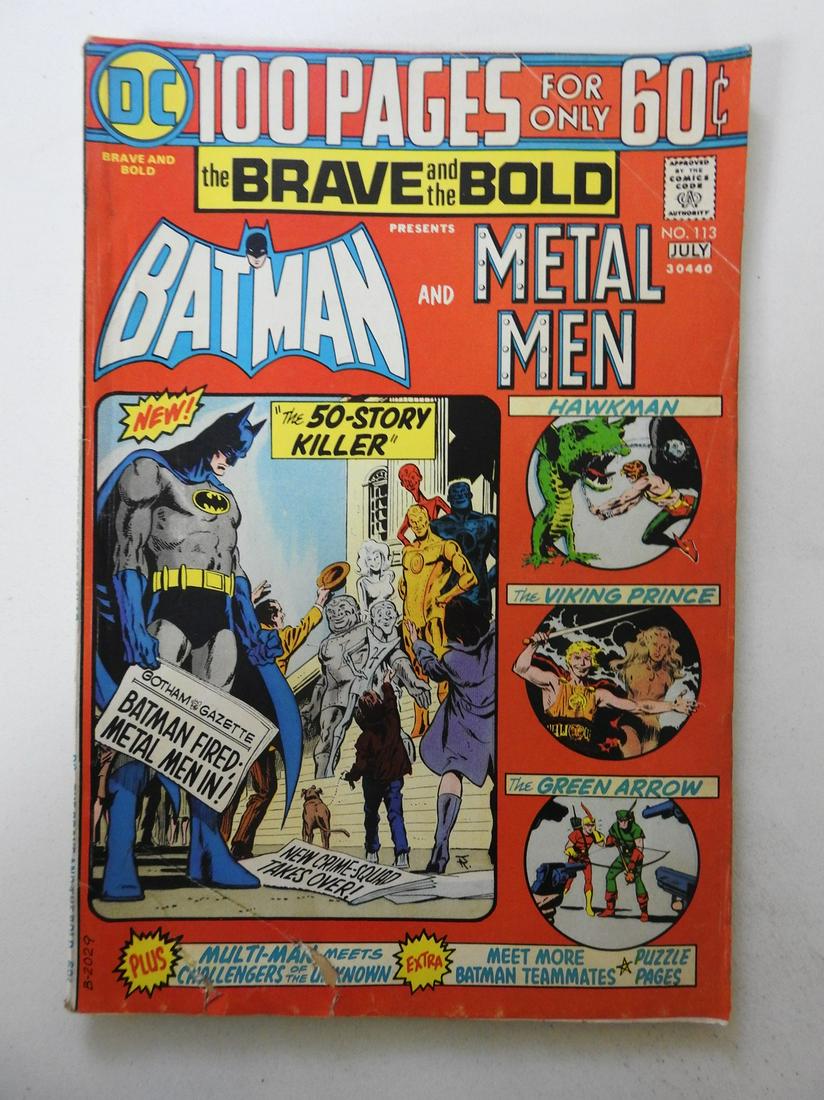 DC 100 PAGES FOR ONLY 60¢
BRAVE AND BOLD
the BRAVE and the BOLD
APPROVED BY THE COMICS CODE AUTHORITY
PRESENTS
BATMAN AND METAL MEN
NO. 113
JULY
30440
NEW!
"The 50-STORY KILLER"
GOTHAM GAZETTE
BATMAN FIRED; METAL MEN IN!
NEW CRIME-SQUAD TAKES OVER!
HAWKMAN
The VIKING PRINCE
The GREEN ARROW
PLUS
MULTI-MAN MEETS CHALLENGERS OF THE UNKNOWN
EXTRA
MEET MORE BATMAN TEAMMATES
PUZZLE PAGES
B-2029